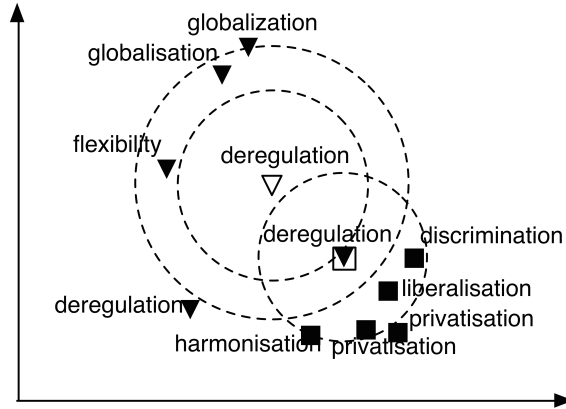 globalization
globalisation
flexibility
deregulation
deregulation
discrimination
liberalisation
deregulation
privatisation
harmonisation
privatisation